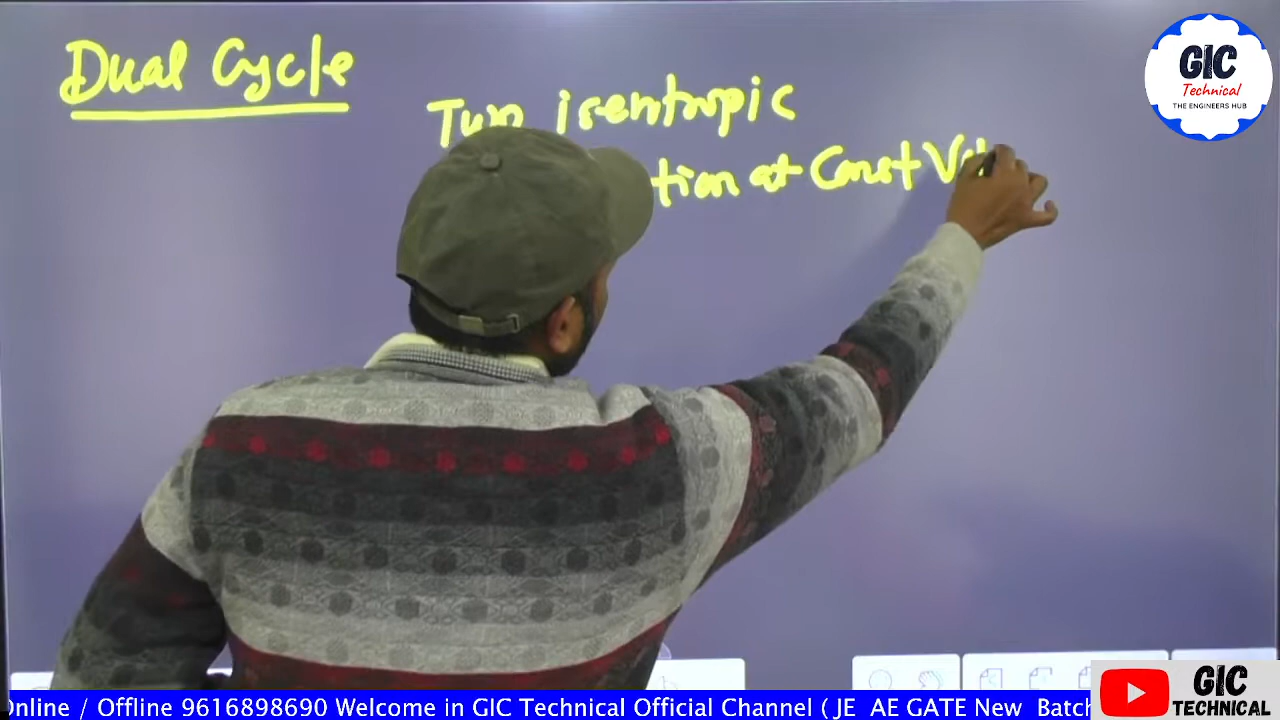 Dual Cycle
Two isentropic
tion at Const Vol
GIC
Technical
THE ENGINEERS HUB
Online / Offline 9616898690 Welcome in GIC Technical Official Channel ( JE AE GATE New Batch
GIC
TECHNICAL